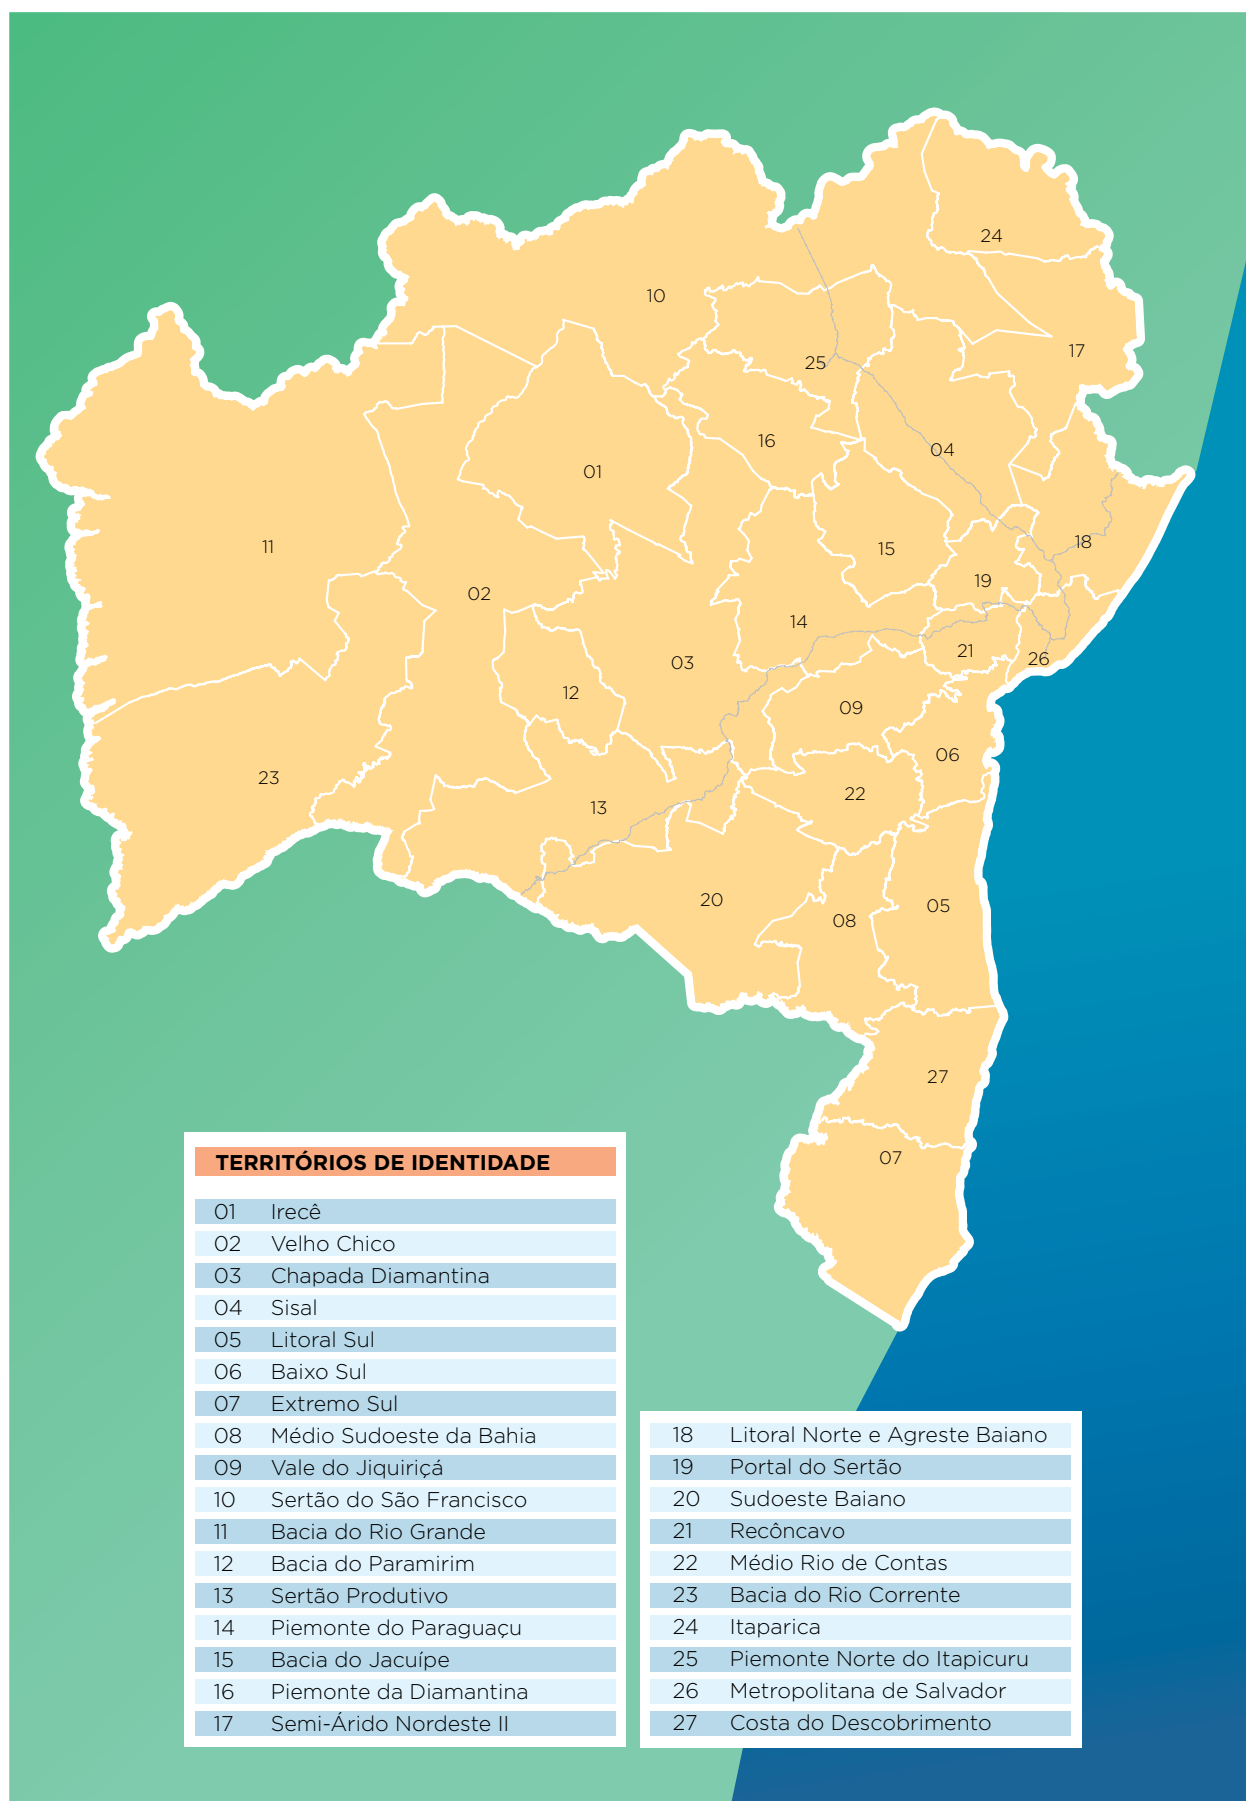 24
10
17
25
16
04
01
11
15
18
19
02
14
21
26
03
12
09
06
23
22
13
20
05
08
27
07
TERRITÓRIOS DE IDENTIDADE
01 Irecê
02 Velho Chico
03 Chapada Diamantina
04 Sisal
05 Litoral Sul
06 Baixo Sul
07 Extremo Sul
08 Médio Sudoeste da Bahia
09 Vale do Jiquiriçá
10 Sertão do São Francisco
11 Bacia do Rio Grande
12 Bacia do Paramirim
13 Sertão Produtivo
14 Piemonte do Paraguaçu
15 Bacia do Jacuípe
16 Piemonte da Diamantina
17 Semi-Árido Nordeste II
18 Litoral Norte e Agreste Baiano
19 Portal do Sertão
20 Sudoeste Baiano
21 Recôncavo
22 Médio Rio de Contas
23 Bacia do Rio Corrente
24 Itaparica
25 Piemonte Norte do Itapicuru
26 Metropolitana de Salvador
27 Costa do Descobrimento